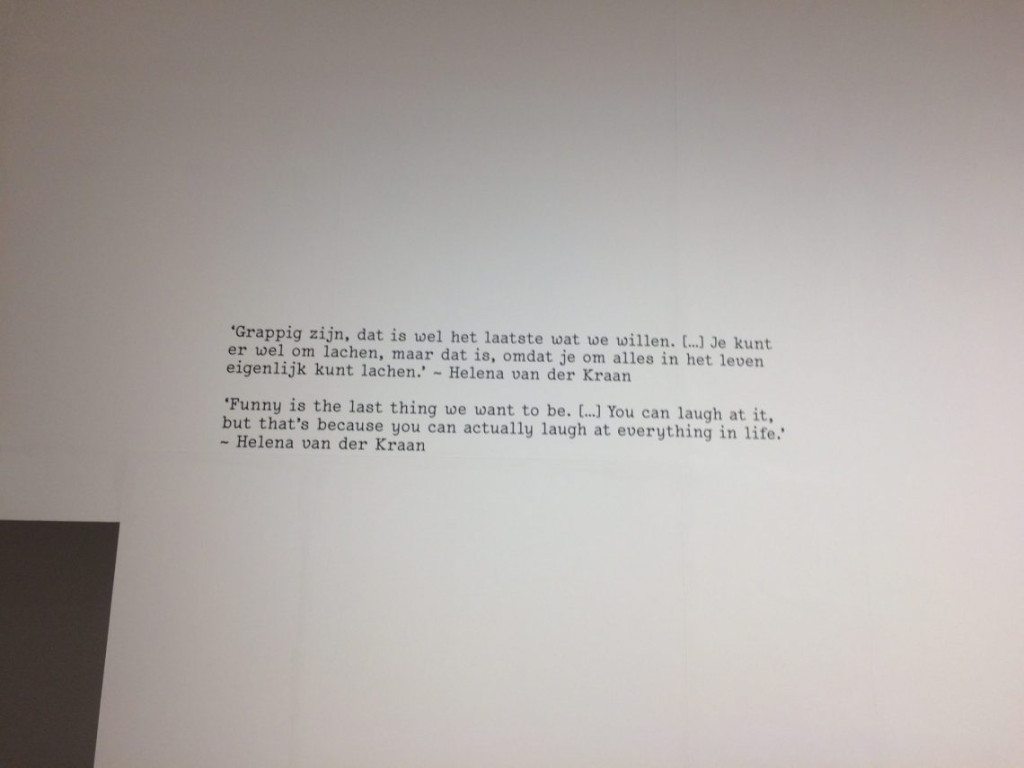 ‘Grappig zijn, dat is wel het laatste wat we willen. [...] Je kunt
er wel om lachen, maar dat is, omdat je om alles in het leven
eigenlijk kunt lachen.’ ~ Helena van der Kraan
‘Funny is the last thing we want to be. [...] You can laugh at it,
but that’s because you can actually laugh at everything in life.’
~ Helena van der Kraan